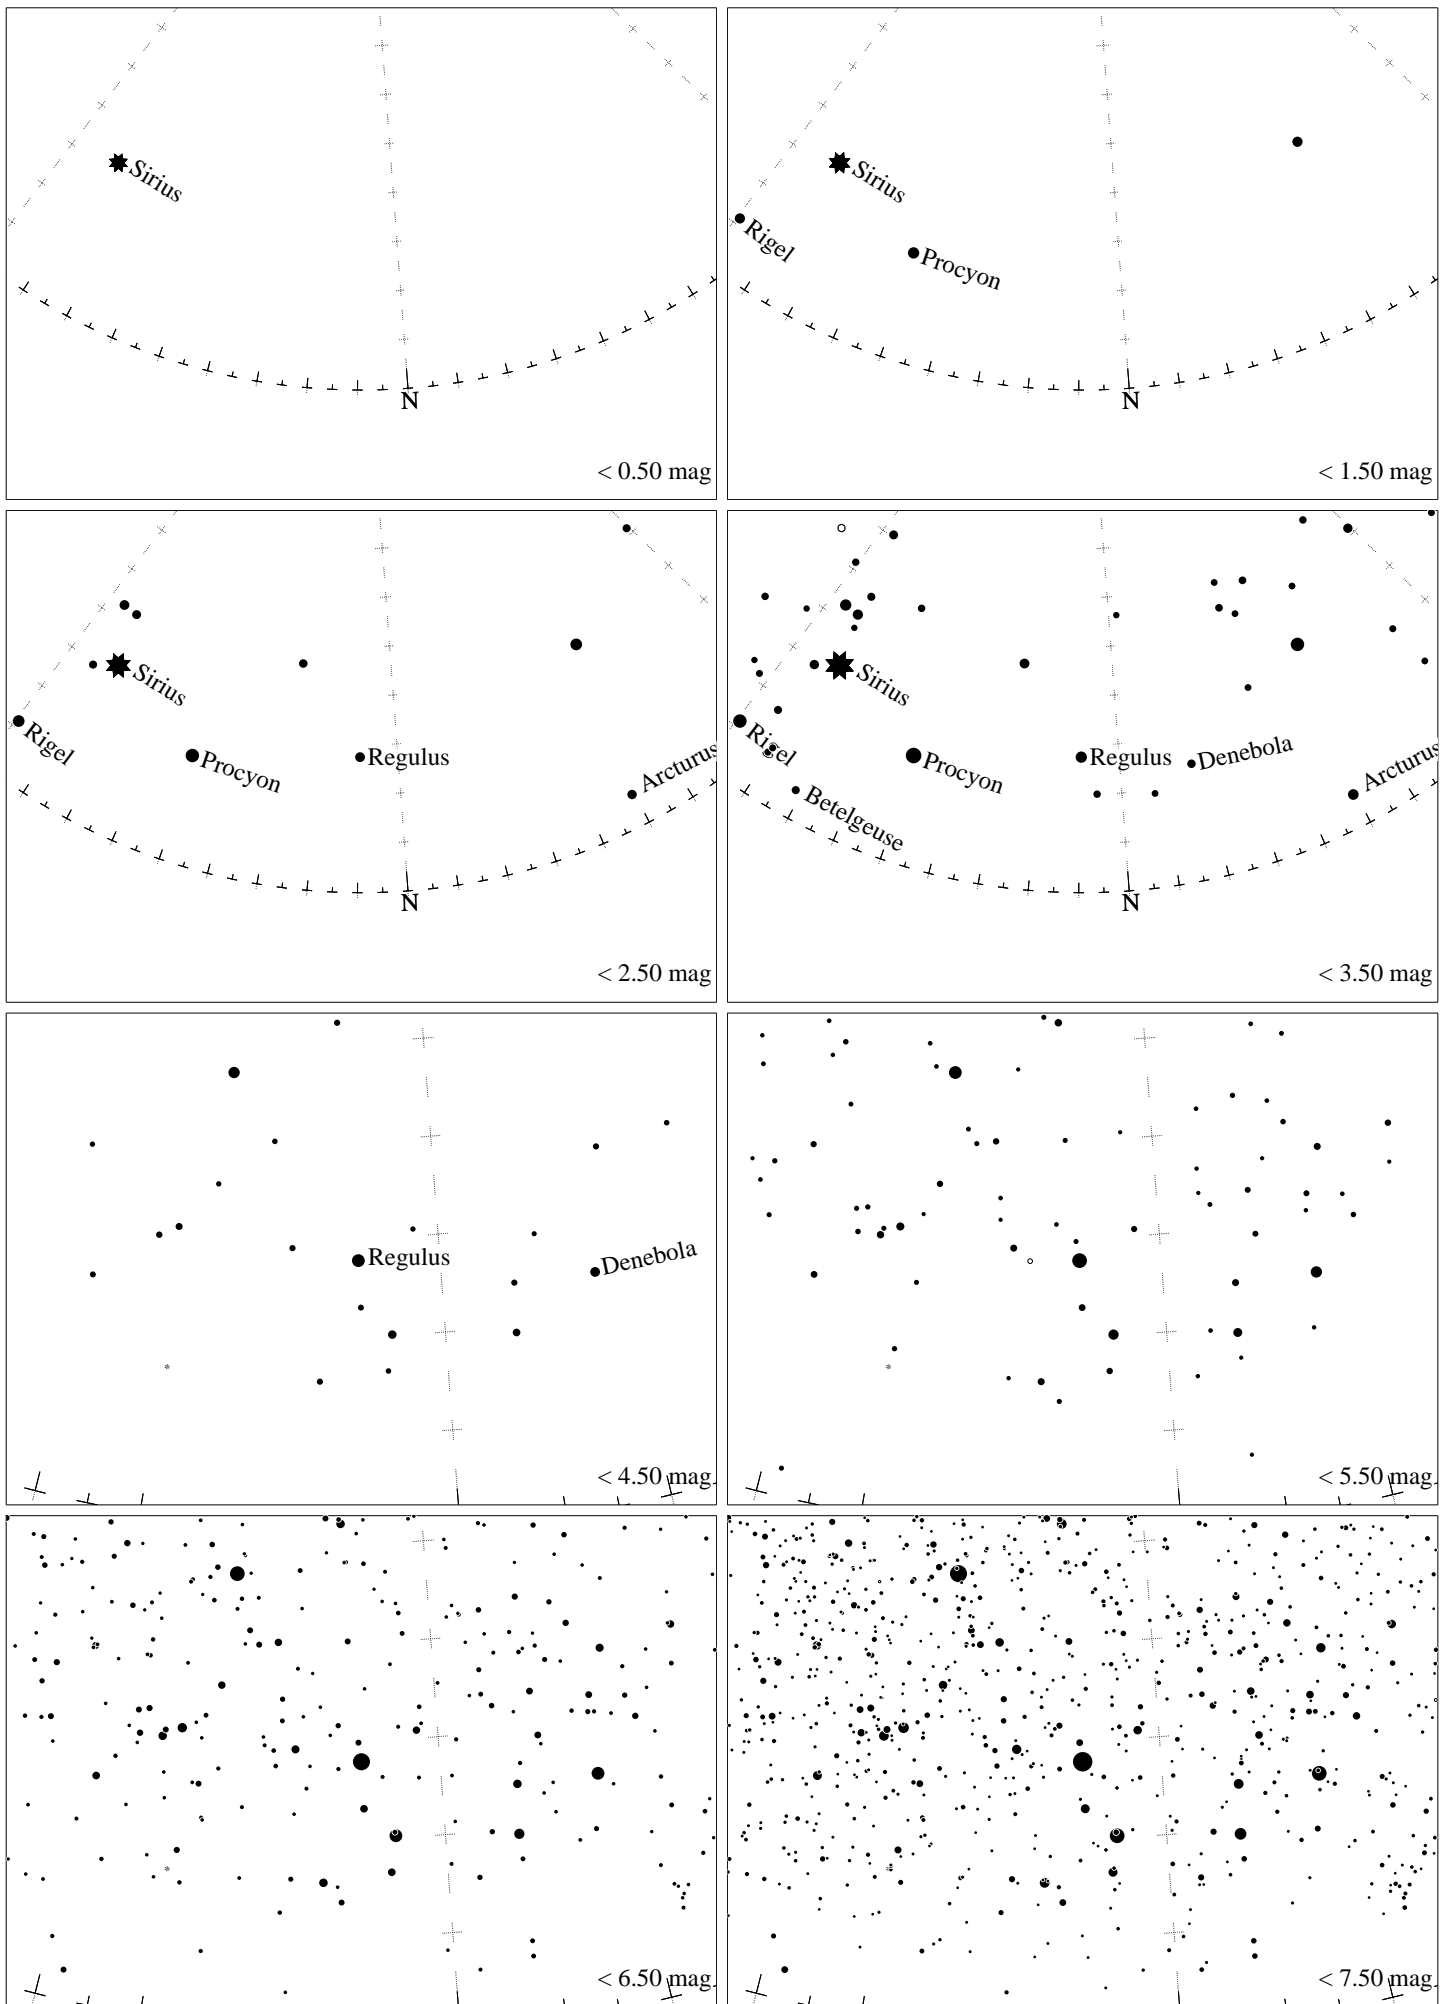 Sirius
N
< 0.50 mag
Sirius
Rigel
Procyon
N
< 1.50 mag
Sirius
Rigel
Procyon
Regulus
Arcturus
N
< 2.50 mag
Sirius
Rigel
Procyon
Regulus
Denebola
Arcturus
Betelgeuse
N
< 3.50 mag
Regulus
Denebola
< 4.50 mag
< 5.50 mag
< 6.50 mag
< 7.50 mag